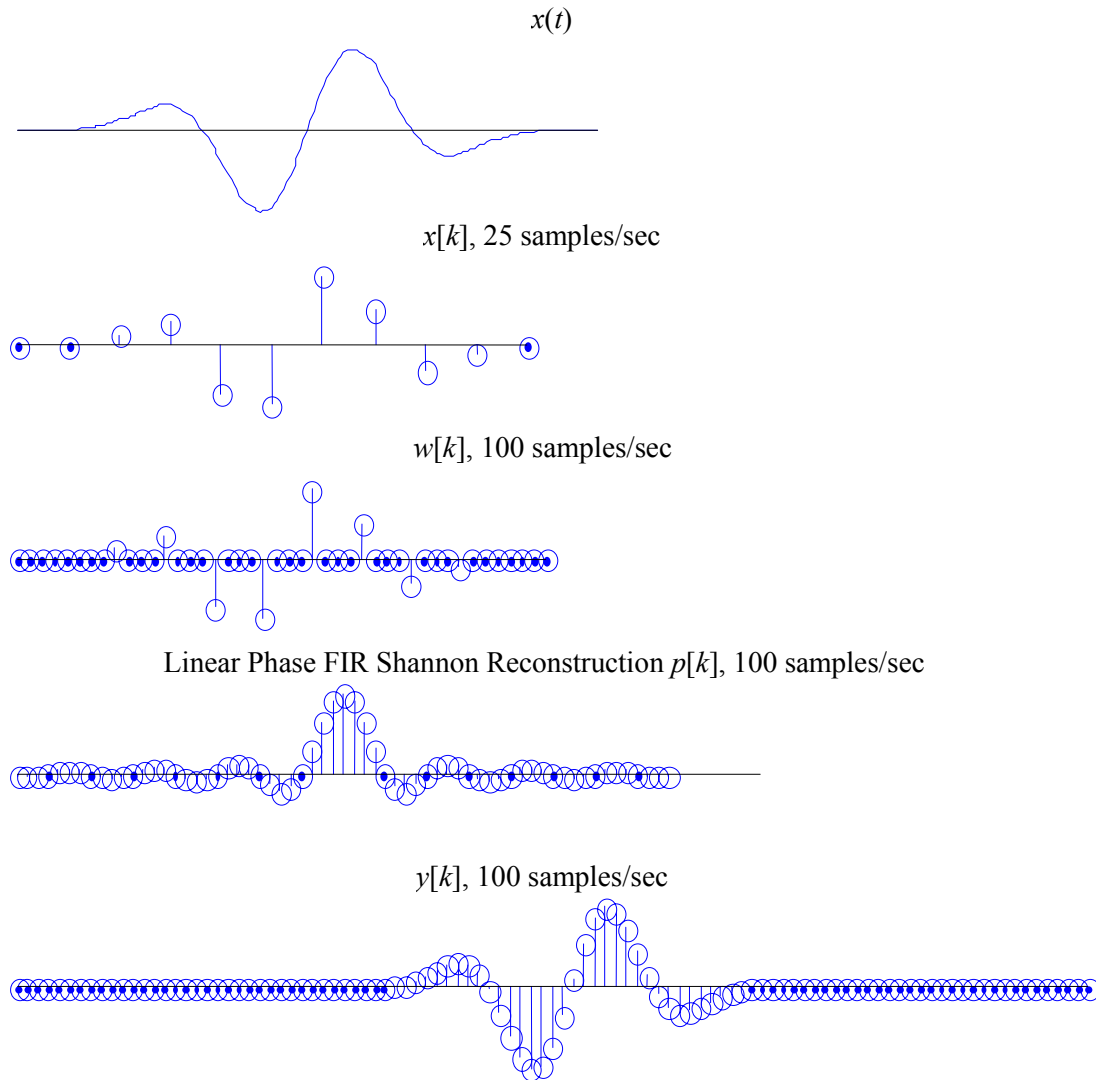 x(t)
x[k], 25 samples/sec
w[k], 100 samples/sec
Linear Phase FIR Shannon Reconstruction p[k], 100 samples/sec
y[k], 100 samples/sec